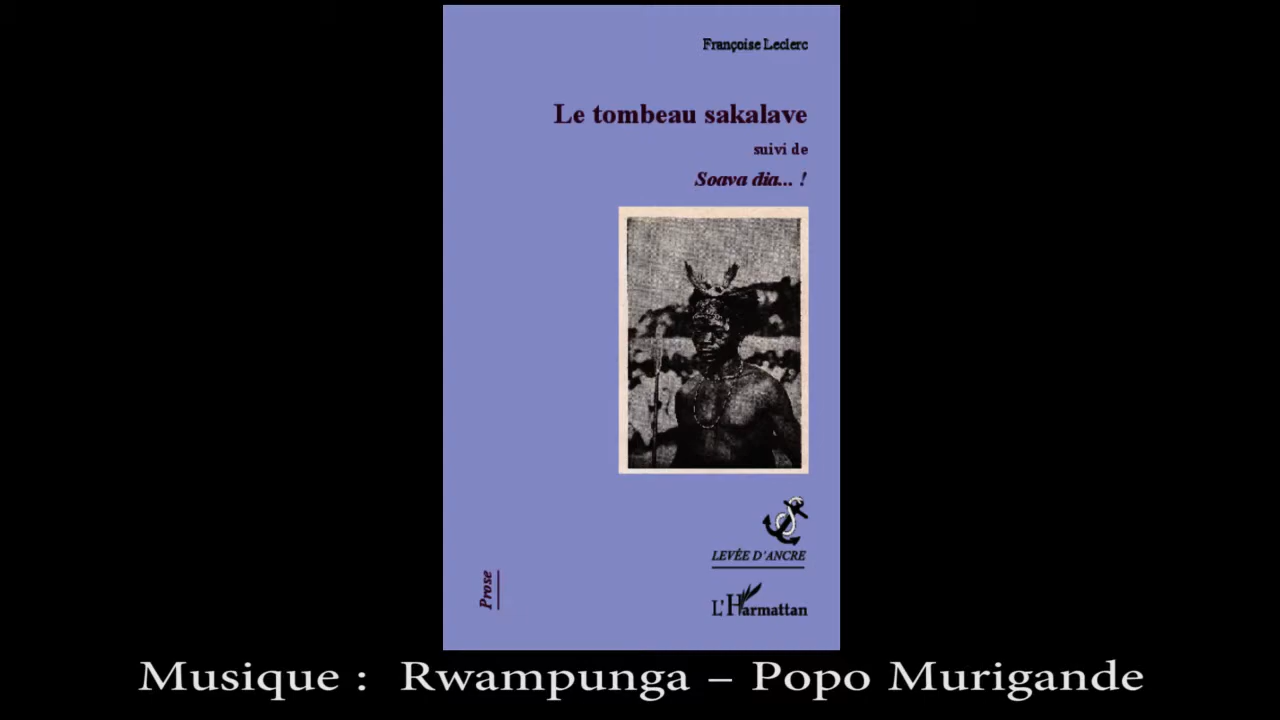 Françoise Leclerc
Le tombeau sakalave
suivi de
Soava dia... !
LEVÉE D'ANCRE
Prose
L'Harmattan
Musique : Rwampunga – Popo Murigande